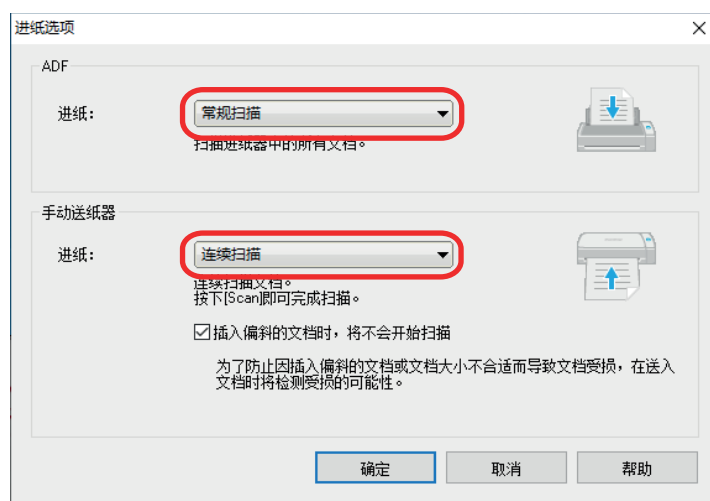 进纸选项
ADF
进纸：
常规扫描
扫描进纸器中的所有文档。
手动送纸器
进纸：
连续扫描
连续扫描文档。
按下[Scan]即可完成扫描。
插入偏斜的文档时，将不会开始扫描
为了防止因插入偏斜的文档或文档大小不合适而导致文档受损，在送入
文档时将检测受损的可能性。
确定 取消 帮助